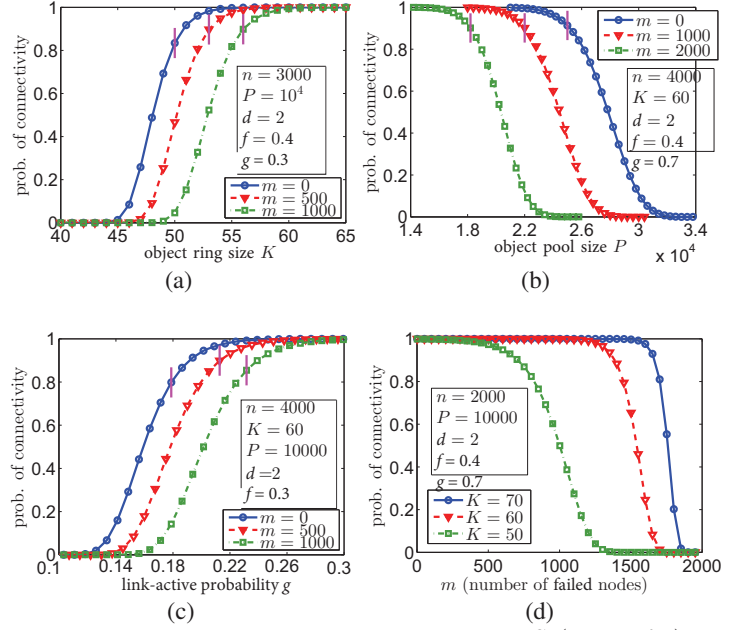 prob. of connectivity
1
0.8
0.6
0.4
0.2
0
40 45 50 55 60 65
object ring size K
n = 3000
P = 10⁴
d = 2
f = 0.4
g = 0.3
m = 0
m = 500
m = 1000
(a)
prob. of connectivity
1
0.8
0.6
0.4
0.2
0
1.4 1.8 2.2 2.6 3 3.4
x 10⁴
object pool size P
m = 0
m = 1000
m = 2000
n = 4000
K = 60
d = 2
f = 0.4
g = 0.7
(b)
prob. of connectivity
1
0.8
0.6
0.4
0.2
0
0.1 0.14 0.18 0.22 0.26 0.3
link-active probability g
n = 4000
K = 60
P = 10000
d =2
f = 0.3
m = 0
m = 500
m = 1000
(c)
prob. of connectivity
1
0.8
0.6
0.4
0.2
0
0 500 1000 1500 2000
m (number of failed nodes)
n = 2000
P = 10000
d = 2
f = 0.4
g = 0.7
K = 70
K = 60
K = 50
(d)